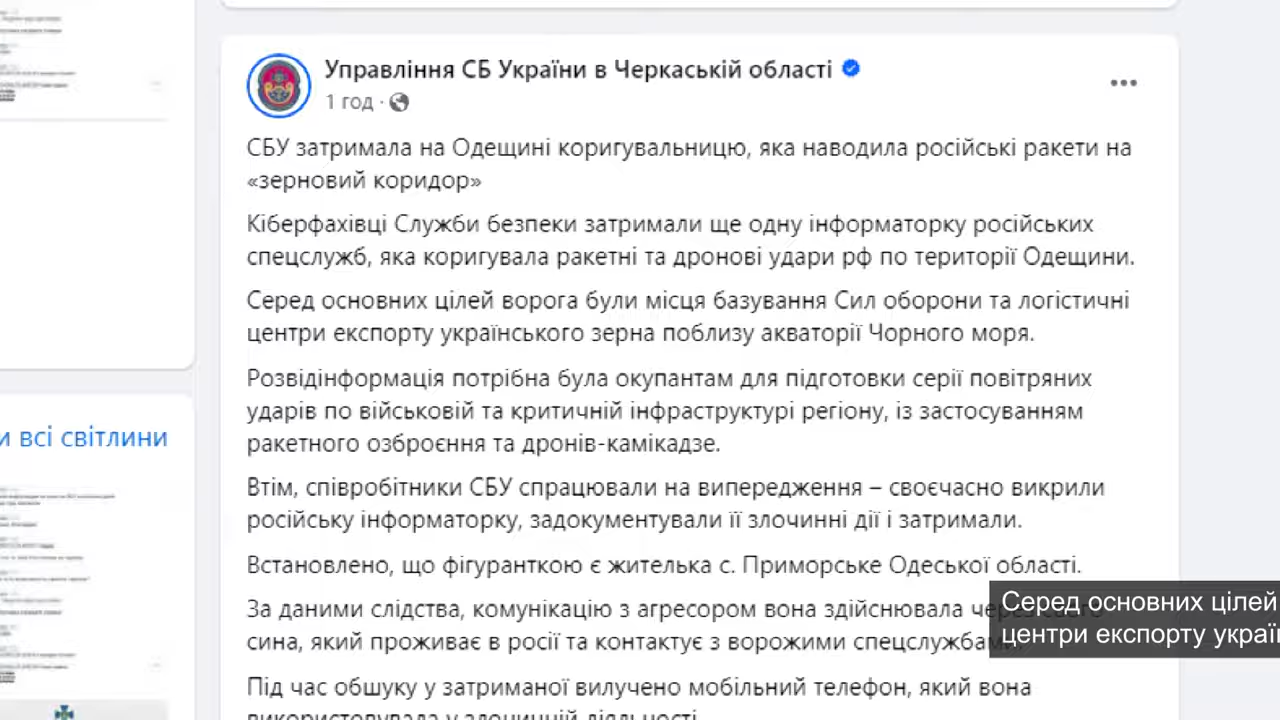 Управління СБ України в Черкаській області
1 год ·
СБУ затримала на Одещині коригувальницю, яка наводила російські ракети на
«зерновий коридор»
Кіберфахівці Служби безпеки затримали ще одну інформаторку російських
спецслужб, яка коригувала ракетні та дронові удари рф по території Одещини.
Серед основних цілей ворога були місця базування Сил оборони та логістичні
центри експорту українського зерна поблизу акваторії Чорного моря.
Розвідінформація потрібна була окупантам для підготовки серії повітряних
ударів по військовій та критичній інфраструктурі регіону, із застосуванням
ракетного озброєння та дронів-камікадзе.
Втім, співробітники СБУ спрацювали на випередження – своєчасно викрили
російську інформаторку, задокументували її злочинні дії і затримали.
Встановлено, що фігуранткою є жителька с. Приморське Одеської області.
За даними слідства, комунікацію з агресором вона здійснювала через свого
сина, який проживає в росії та контактує з ворожими спецслужбами.
Під час обшуку у затриманої вилучено мобільний телефон, який вона
використовувала у злочинній діяльності.
и всі світлини
Серед основних цілей
центри експорту украї